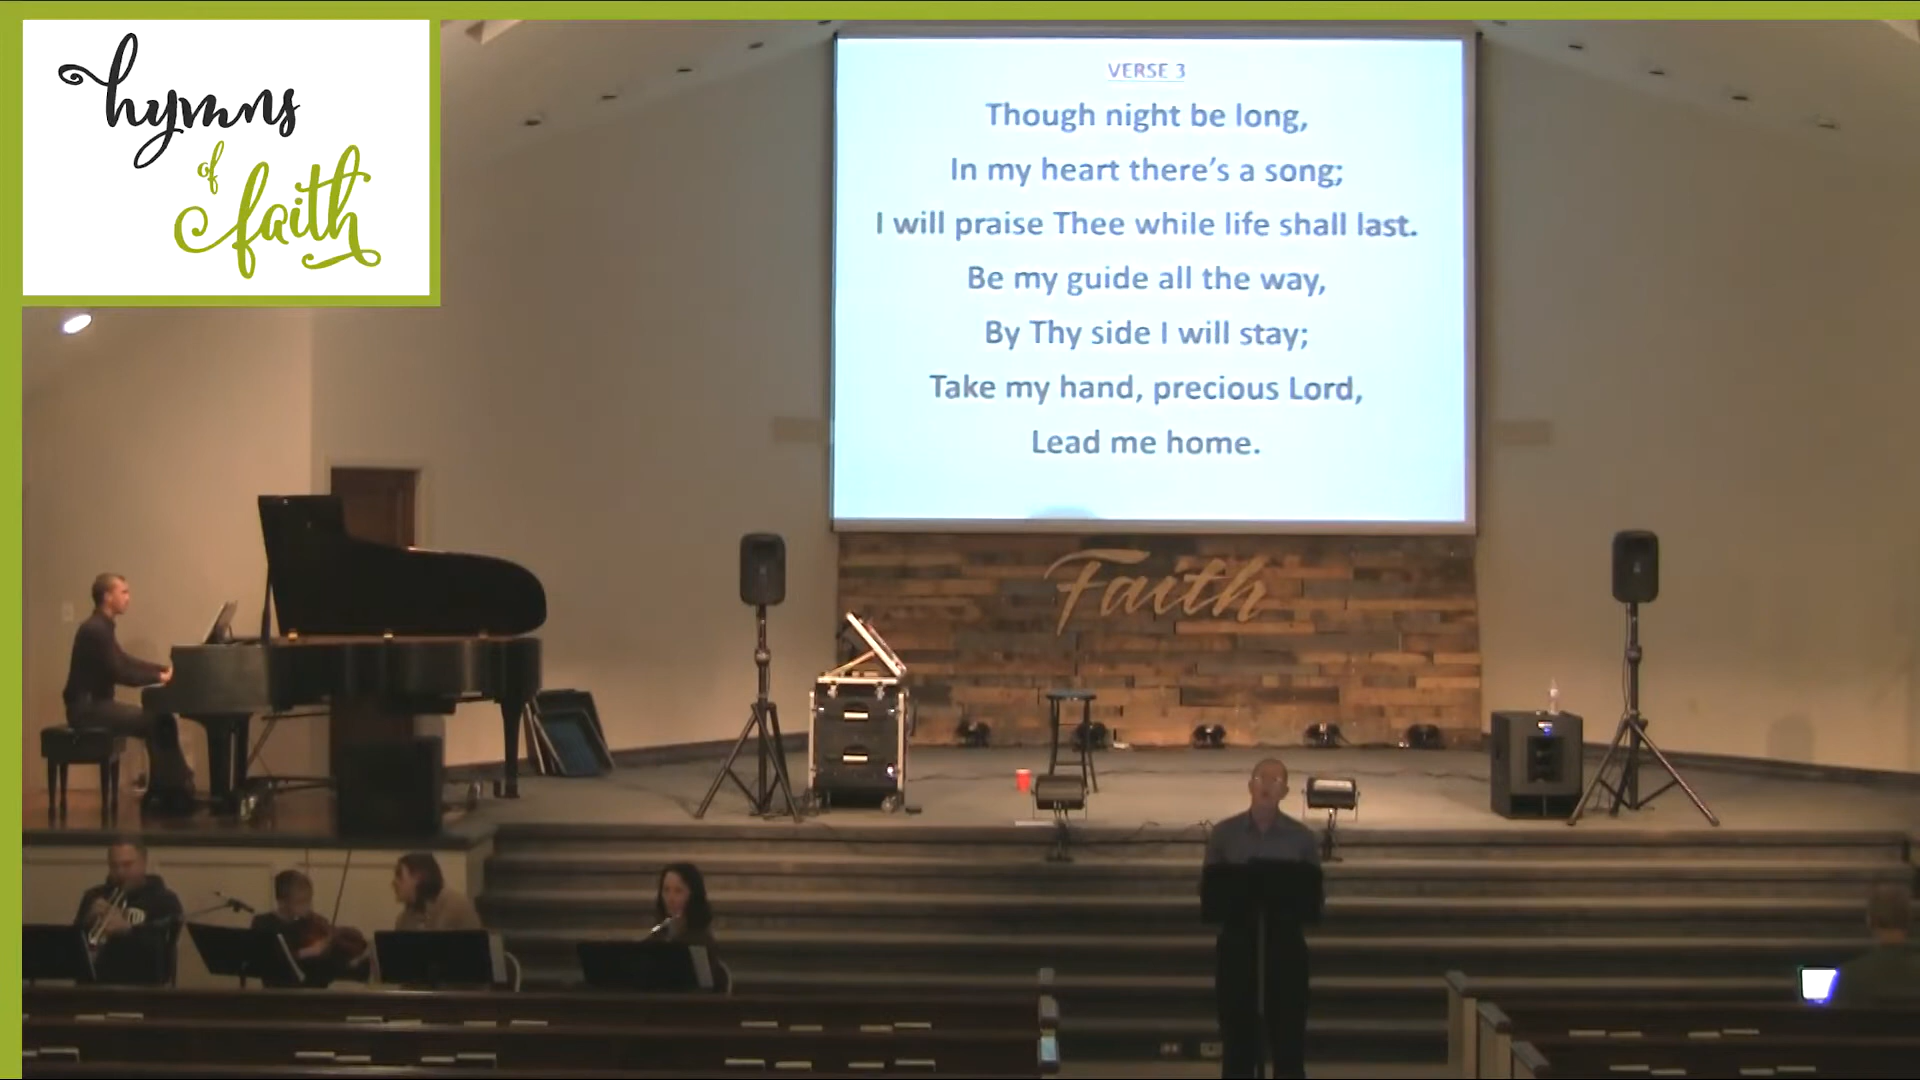 hymns
of
faith
VERSE 3
Though night be long,
In my heart there's a song;
I will praise Thee while life shall last.
Be my guide all the way,
By Thy side I will stay;
Take my hand, precious Lord,
Lead me home.
Faith